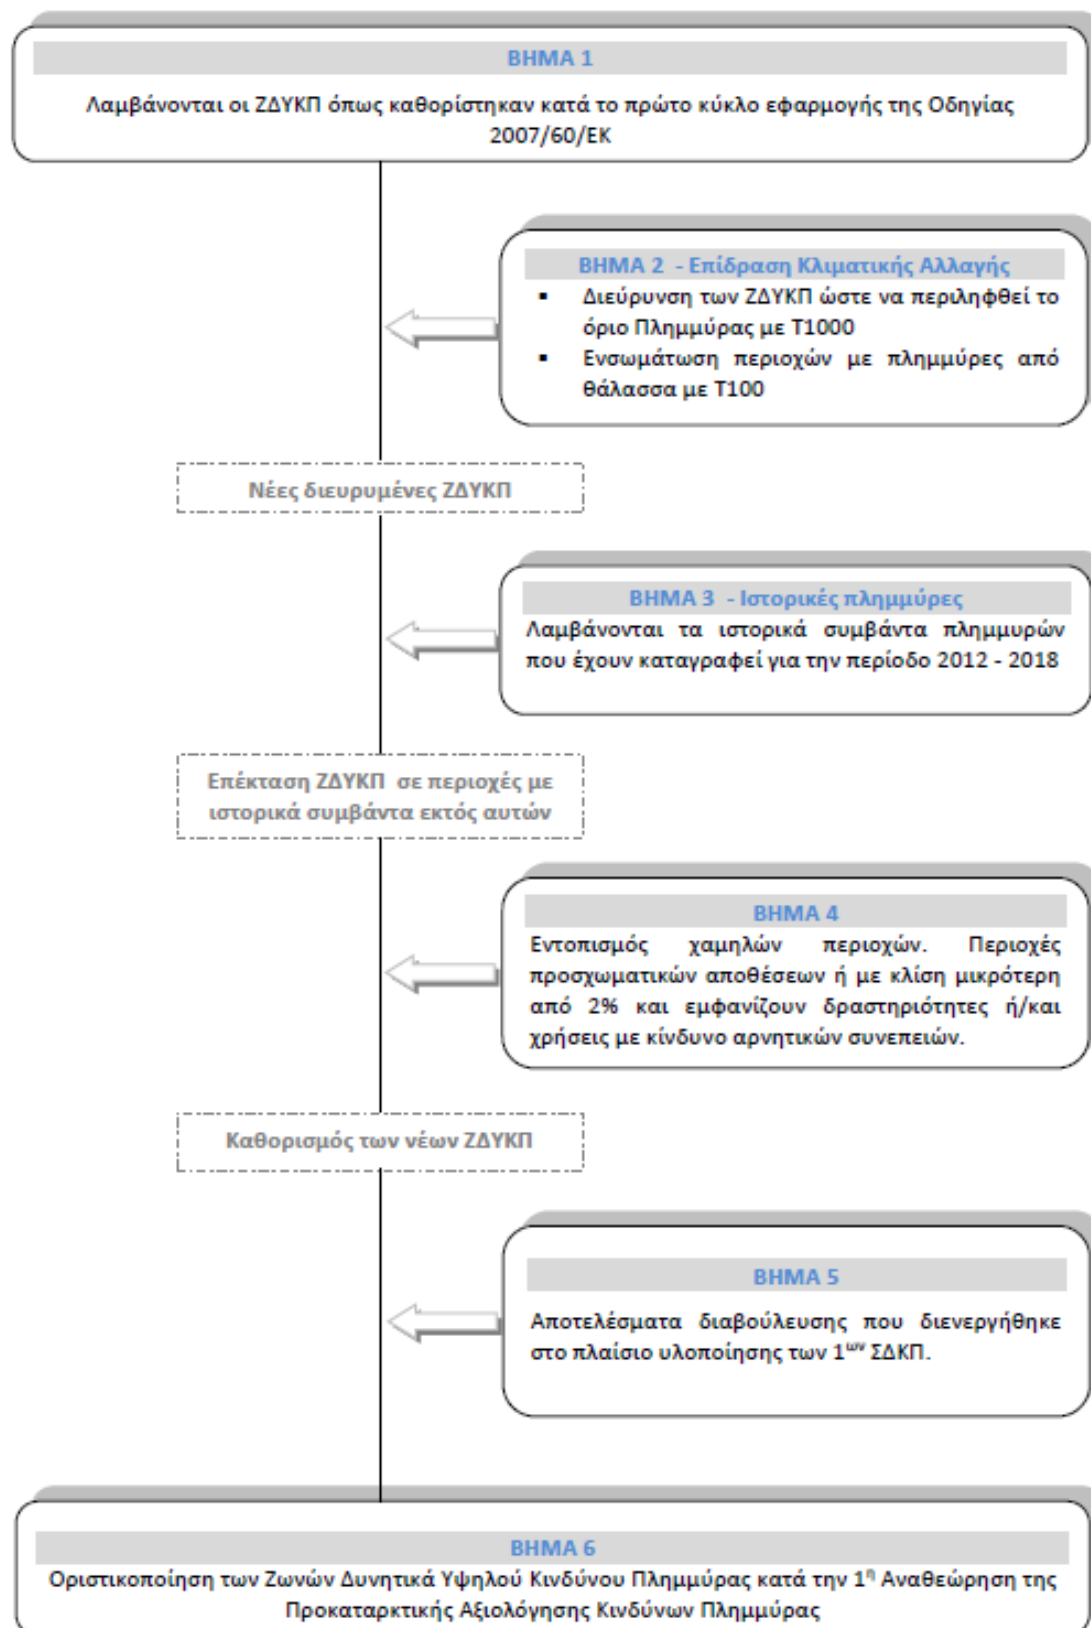 ΒΗΜΑ 1
Λαμβάνονται οι ΖΔΥΚΠ όπως καθορίστηκαν κατά το πρώτο κύκλο εφαρμογής της Οδηγίας
2007/60/ΕΚ
ΒΗΜΑ 2 - Επίδραση Κλιματικής Αλλαγής
▪ Διεύρυνση των ΖΔΥΚΠ ώστε να περιληφθεί το
όριο Πλημμύρας με Τ1000
▪ Ενσωμάτωση περιοχών με πλημμύρες από
θάλασσα με Τ100
Νέες διευρυμένες ΖΔΥΚΠ
ΒΗΜΑ 3 - Ιστορικές πλημμύρες
Λαμβάνονται τα ιστορικά συμβάντα πλημμυρών
που έχουν καταγραφεί για την περίοδο 2012 - 2018
Επέκταση ΖΔΥΚΠ σε περιοχές με
ιστορικά συμβάντα εκτός αυτών
ΒΗΜΑ 4
Εντοπισμός χαμηλών περιοχών. Περιοχές
προσχωματικών αποθέσεων ή με κλίση μικρότερη
από 2% και εμφανίζουν δραστηριότητες ή/και
χρήσεις με κίνδυνο αρνητικών συνεπειών.
Καθορισμός των νέων ΖΔΥΚΠ
ΒΗΜΑ 5
Αποτελέσματα διαβούλευσης που διενεργήθηκε
στο πλαίσιο υλοποίησης των 1ων ΣΔΚΠ.
ΒΗΜΑ 6
Οριστικοποίηση των Ζωνών Δυνητικά Υψηλού Κινδύνου Πλημμύρας κατά την 1η Αναθεώρηση της
Προκαταρκτικής Αξιολόγησης Κινδύνων Πλημμύρας